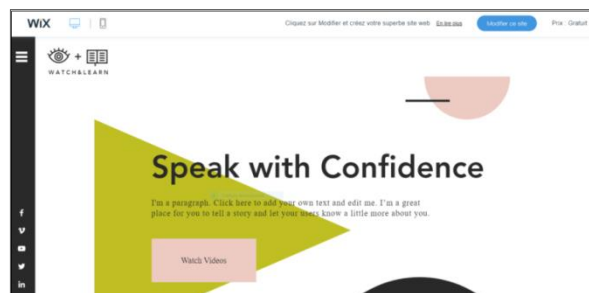 WiX
Cliquez sur Modifier et créez votre superbe site web En lire plus
Modifier ce site
Prix : Gratuit
WATCH&LEARN
Speak with Confidence
I'm a paragraph. Click here to add your own text and edit me. I'm a great
place for you to tell a story and let your users know a little more about you.
Watch Videos